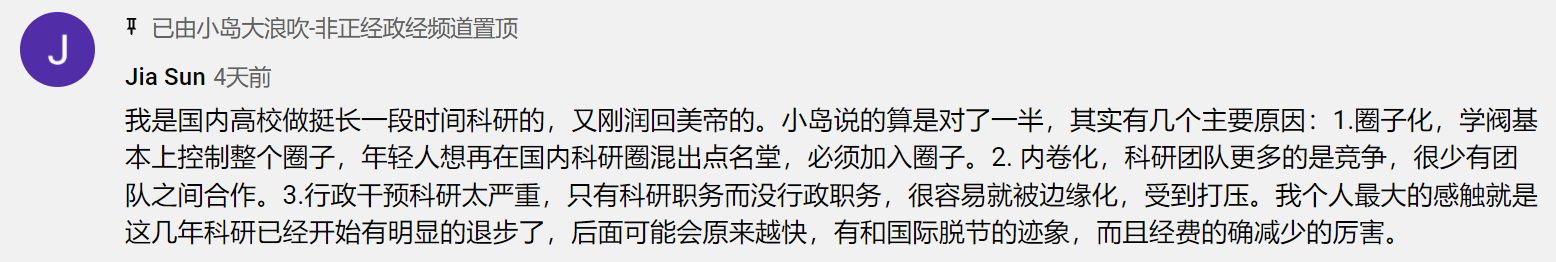 已由小岛大浪吹-非正经政经频道置顶
J
Jia Sun 4天前
我是国内高校做挺长一段时间科研的，又刚润回美帝的。小岛说的算是对了一半，其实有几个主要原因：1.圈子化，学阀基
本上控制整个圈子，年轻人想再在国内科研圈混出点名堂，必须加入圈子。2. 内卷化，科研团队更多的是竞争，很少有团
队之间合作。3.行政干预科研太严重，只有科研职务而没行政职务，很容易就被边缘化，受到打压。我个人最大的感触就是
这几年科研已经开始有明显的退步了，后面可能会原来越快，有和国际脱节的迹象，而且经费的确减少的厉害。